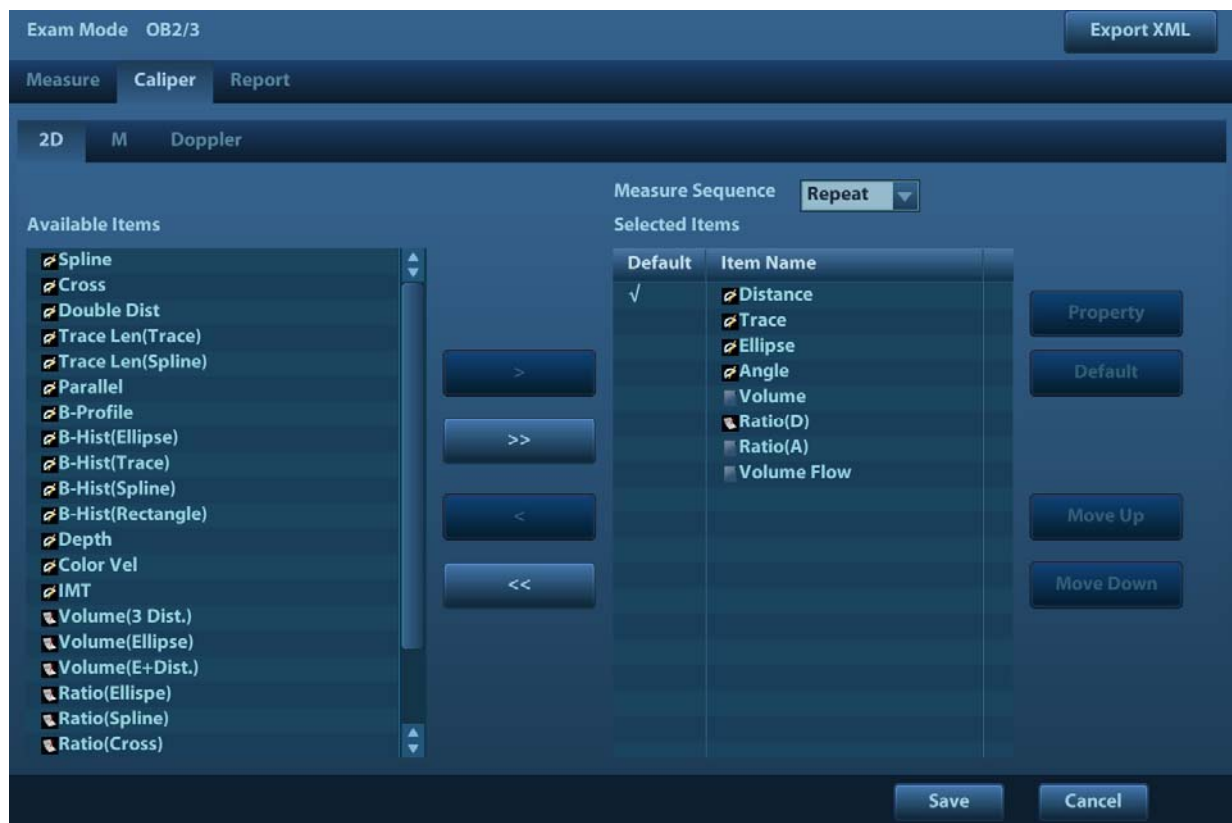 Exam Mode OB2/3
Export XML
Measure Caliper Report
2D M Doppler
Measure Sequence Repeat
Available Items
Spline
Cross
Double Dist
Trace Len(Trace)
Trace Len(Spline)
Parallel
B-Profile
B-Hist(Ellipse)
B-Hist(Trace)
B-Hist(Spline)
B-Hist(Rectangle)
Depth
Color Vel
IMT
Volume(3 Dist.)
Volume(Ellipse)
Volume(E+Dist.)
Ratio(Ellispe)
Ratio(Spline)
Ratio(Cross)
>
>>
<
<<
Selected Items
Default Item Name
√ Distance
Trace
Ellipse
Angle
Volume
Ratio(D)
Ratio(A)
Volume Flow
Property
Default
Move Up
Move Down
Save Cancel